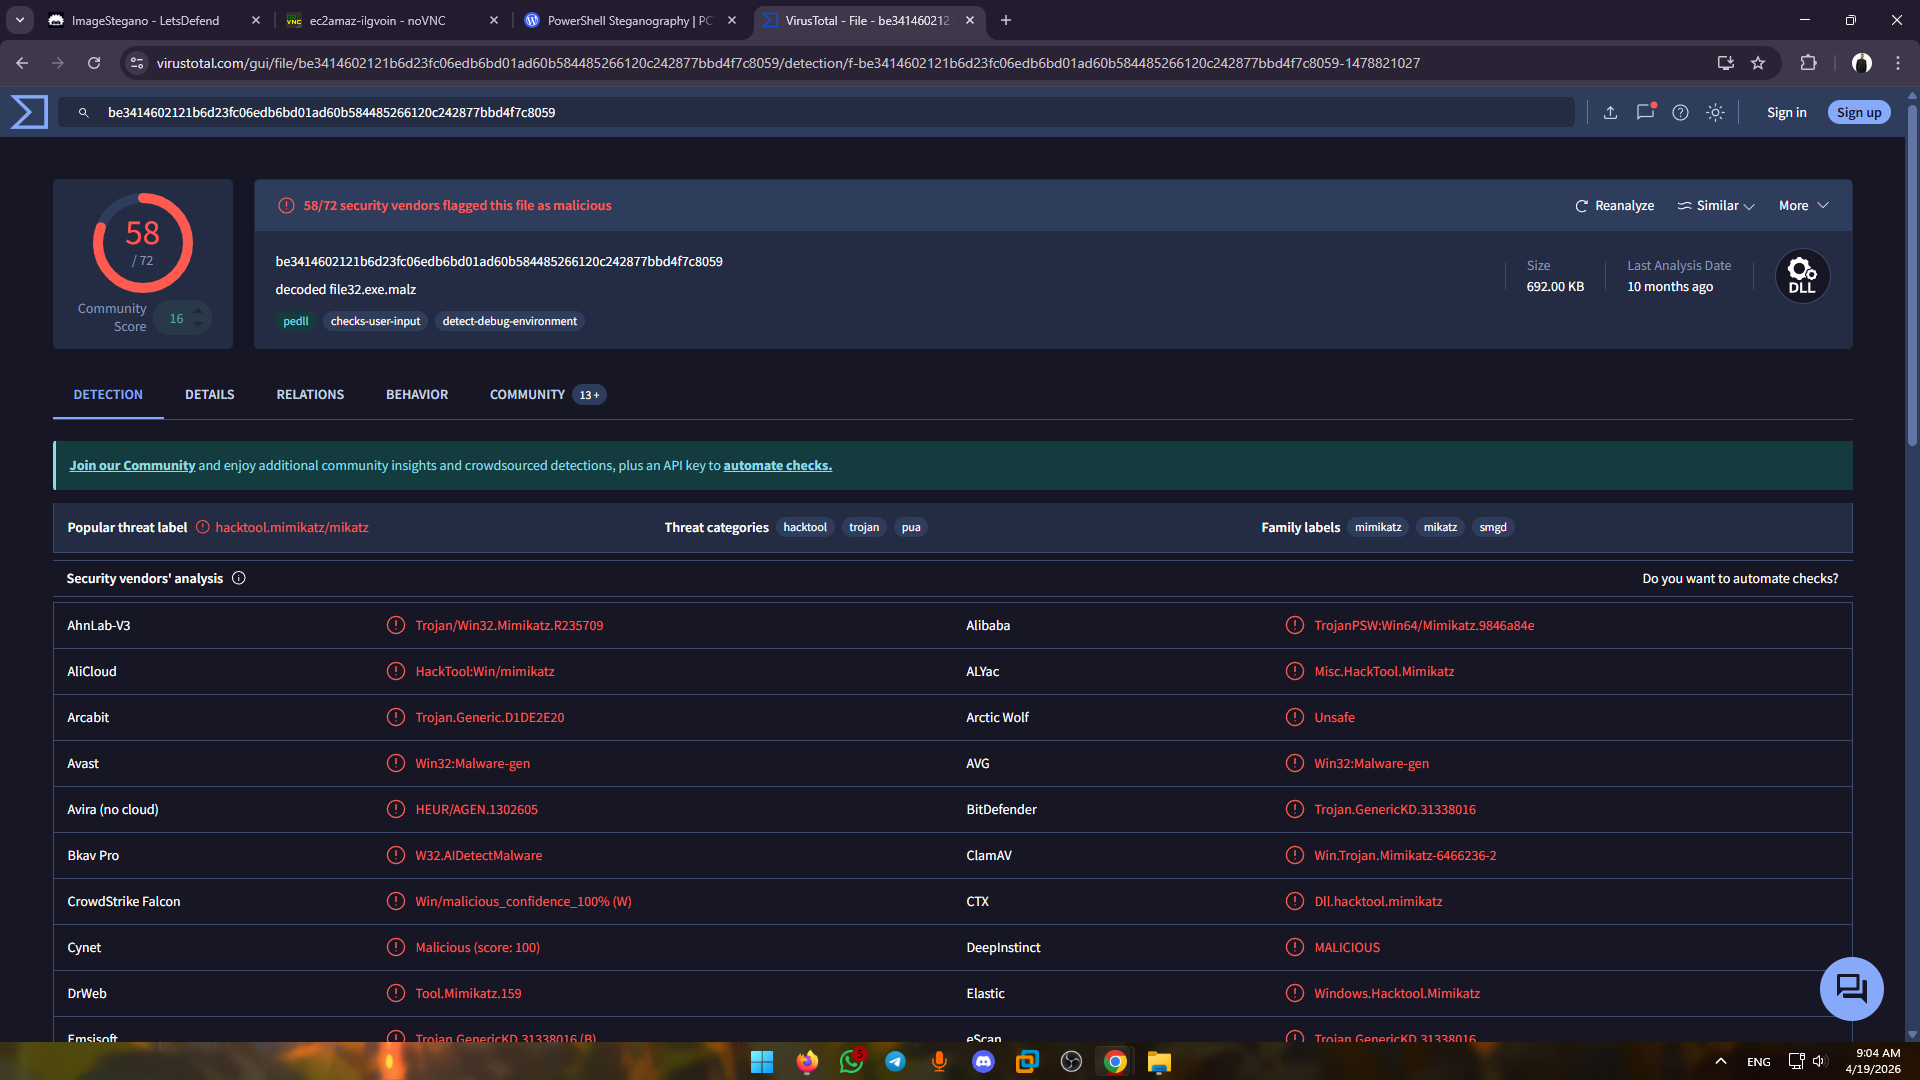 ImageStegano - LetsDefend
ec2amaz-ilgvoin - noVNC
PowerShell Steganography | PC
VirusTotal - File - be341460212
virustotal.com/gui/file/be3414602121b6d23fc06edb6bd01ad60b584485266120c242877bbd4f7c8059/detection/f-be3414602121b6d23fc06edb6bd01ad60b584485266120c242877bbd4f7c8059-1478821027
be3414602121b6d23fc06edb6bd01ad60b584485266120c242877bbd4f7c8059
Sign in
Sign up
58
/ 72
Community Score
16
58/72 security vendors flagged this file as malicious
Reanalyze
Similar
More
be3414602121b6d23fc06edb6bd01ad60b584485266120c242877bbd4f7c8059
decoded file32.exe.malz
pedll
checks-user-input
detect-debug-environment
Size
692.00 KB
Last Analysis Date
10 months ago
DLL
DETECTION
DETAILS
RELATIONS
BEHAVIOR
COMMUNITY
13 +
Join our Community and enjoy additional community insights and crowdsourced detections, plus an API key to automate checks.
Popular threat label
hacktool.mimikatz/mikatz
Threat categories
hacktool
trojan
pua
Family labels
mimikatz
mikatz
smgd
Security vendors' analysis
Do you want to automate checks?
AhnLab-V3
Trojan/Win32.Mimikatz.R235709
Alibaba
TrojanPSW:Win64/Mimikatz.9846a84e
AliCloud
HackTool:Win/mimikatz
ALYac
Misc.HackTool.Mimikatz
Arcabit
Trojan.Generic.D1DE2E20
Arctic Wolf
Unsafe
Avast
Win32:Malware-gen
AVG
Win32:Malware-gen
Avira (no cloud)
HEUR/AGEN.1302605
BitDefender
Trojan.GenericKD.31338016
Bkav Pro
W32.AIDetectMalware
ClamAV
Win.Trojan.Mimikatz-6466236-2
CrowdStrike Falcon
Win/malicious_confidence_100% (W)
CTX
Dll.hacktool.mimikatz
Cynet
Malicious (score: 100)
DeepInstinct
MALICIOUS
DrWeb
Tool.Mimikatz.159
Elastic
Windows.Hacktool.Mimikatz
Emsisoft
Trojan.GenericKD.31338016 (B)
eScan
Trojan.GenericKD.31338016
5
ENG
9:04 AM
4/19/2026